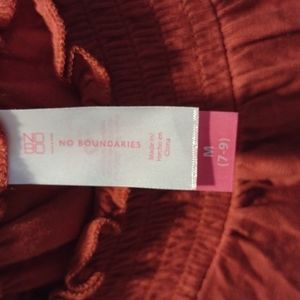 NO BOUNDARIES
Made in/
Hecho en
China
M
(7-9)